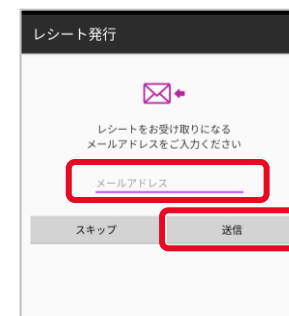 レシート発行
レシートをお受け取りになる
メールアドレスをご入力ください
メールアドレス
スキップ 送信